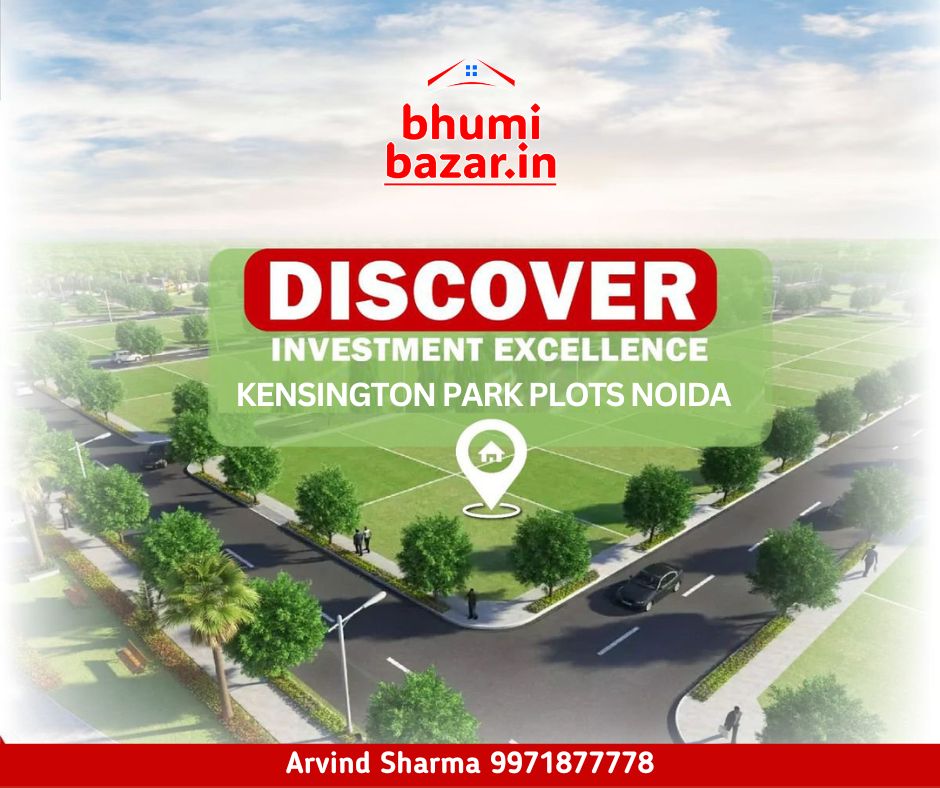 bhumi
bazar.in
DISCOVER
INVESTMENT EXCELLENCE
KENSINGTON PARK PLOTS NOIDA
Arvind Sharma 9971877778